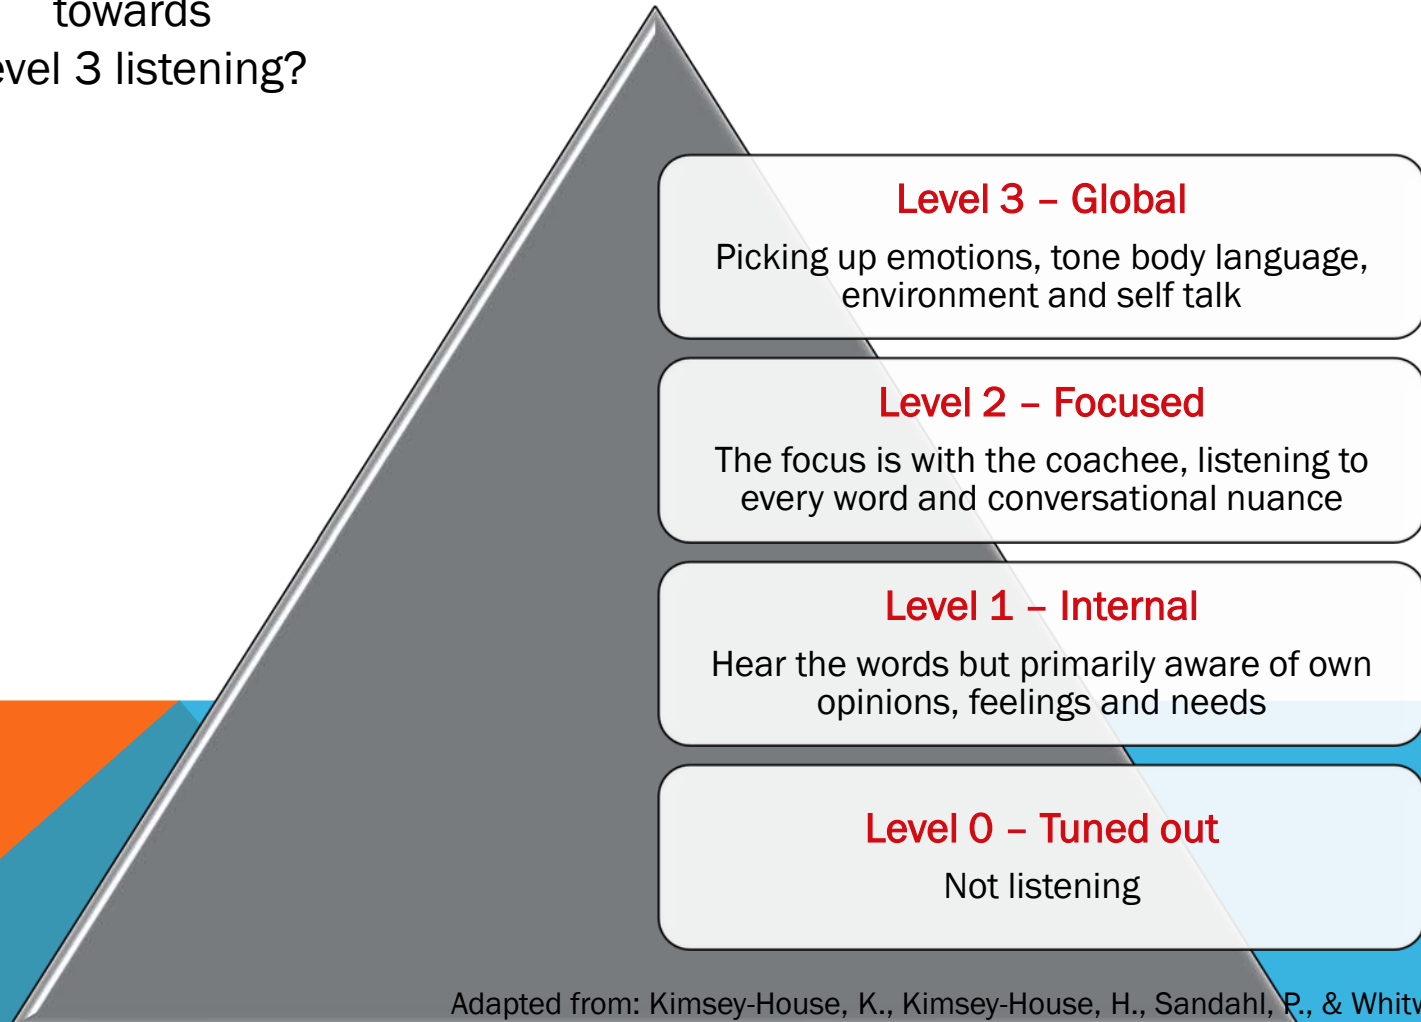 towards
evel 3 listening?
Level 3 – Global
Picking up emotions, tone body language,
environment and self talk
Level 2 – Focused
The focus is with the coachee, listening to
every word and conversational nuance
Level 1 – Internal
Hear the words but primarily aware of own
opinions, feelings and needs
Level 0 – Tuned out
Not listening
Adapted from: Kimsey-House, K., Kimsey-House, H., Sandahl, P., & Whitw